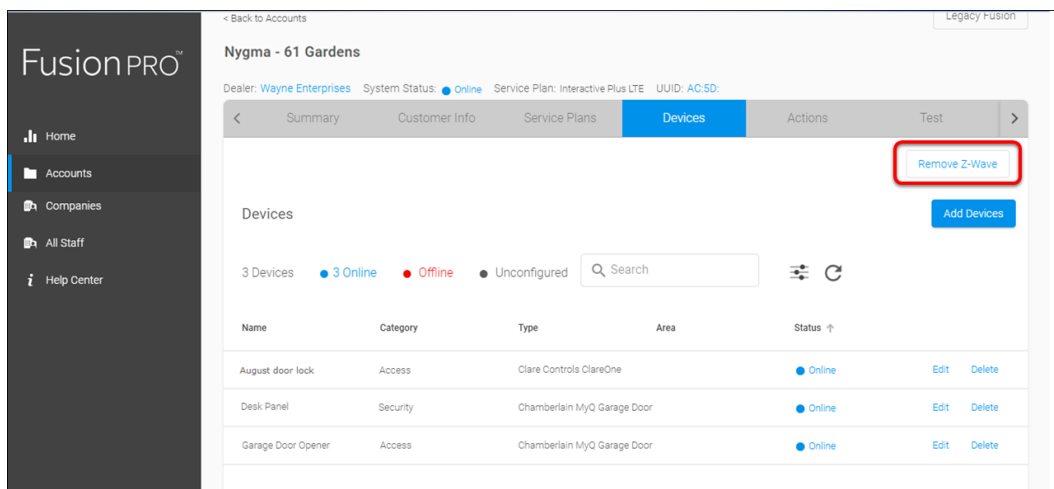 < Back to Accounts
Legacy Fusion
FusionPRO™
Nygma - 61 Gardens
Dealer: Wayne Enterprises System Status: Online Service Plan: Interactive Plus LTE UUID: AC:5D:
< Summary Customer Info Service Plans Devices Actions Test >
Home
Accounts
Companies
All Staff
Help Center
Remove Z-Wave
Devices
Add Devices
3 Devices 3 Online Offline Unconfigured Search
Name Category Type Area Status ↑
August door lock Access Clare Controls ClareOne Online Edit Delete
Desk Panel Security Chamberlain MyQ Garage Door Online Edit Delete
Garage Door Opener Access Chamberlain MyQ Garage Door Online Edit Delete